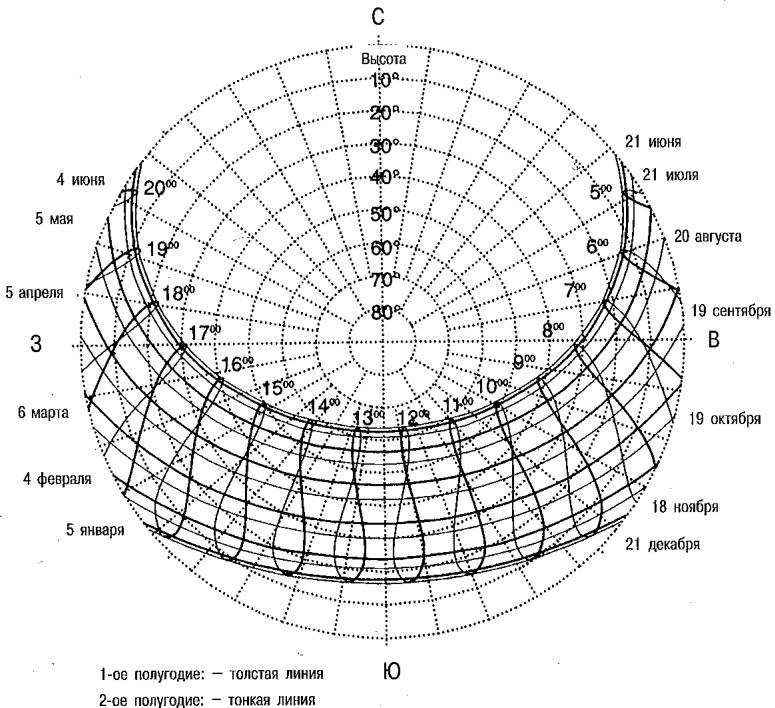 С
Высота
10°
20°
30°
40°
50°
60°
70°
80°
21 июня
21 июля
20 августа
19 сентября
В
19 октября
18 ноября
21 декабря
4 июня
5 мая
5 апреля
З
6 марта
4 февраля
5 января
20⁰⁰
19⁰⁰
18⁰⁰
17⁰⁰
16⁰⁰
15⁰⁰
14⁰⁰
13⁰⁰
12⁰⁰
11⁰⁰
10⁰⁰
9⁰⁰
8⁰⁰
7⁰⁰
6⁰⁰
5⁰⁰
Ю
1-ое полугодие: – толстая линия
2-ое полугодие: – тонкая линия